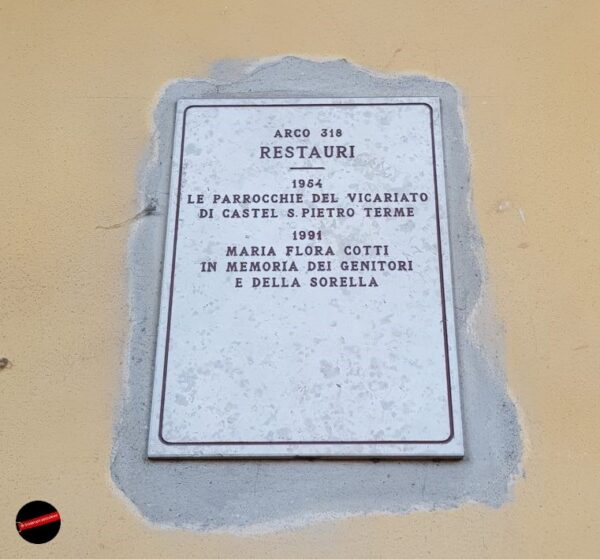 ARCO 318
RESTAURI
1954
LE PARROCCHIE DEL VICARIATO
DI CASTEL S. PIETRO TERME
1991
MARIA FLORA COTTI
IN MEMORIA DEI GENITORI
E DELLA SORELLA